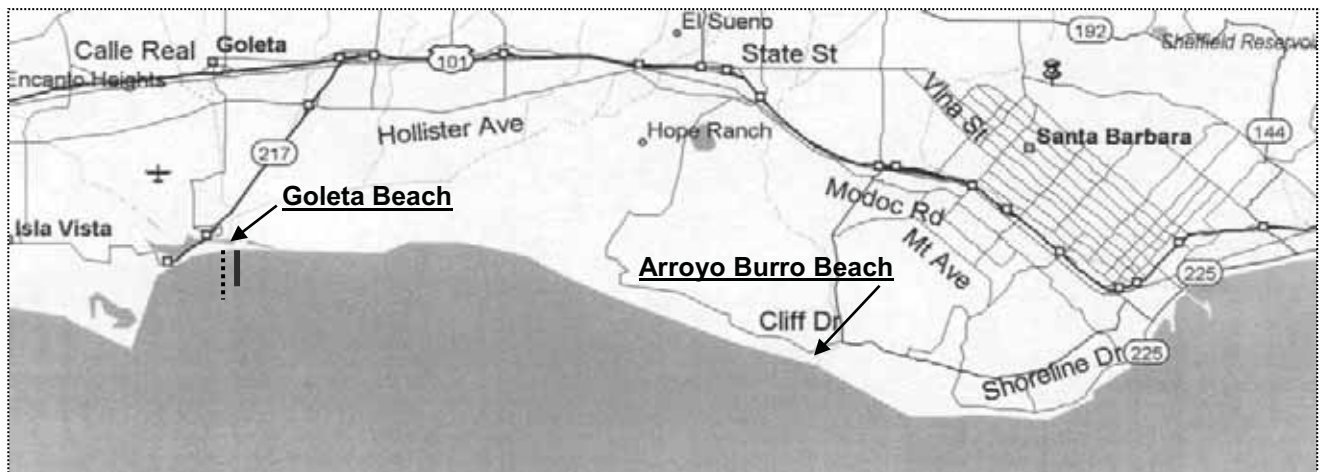 El Sueno
192
Calle Real
Goleta
State St
Sheffield Reservoi
101
Encanto Heights
Vina St
Hollister Ave
Hope Ranch
Santa Barbara
144
217
Goleta Beach
Modoc Rd
Isla Vista
Mt Ave
Arroyo Burro Beach
225
Cliff Dr
Shoreline Dr
225